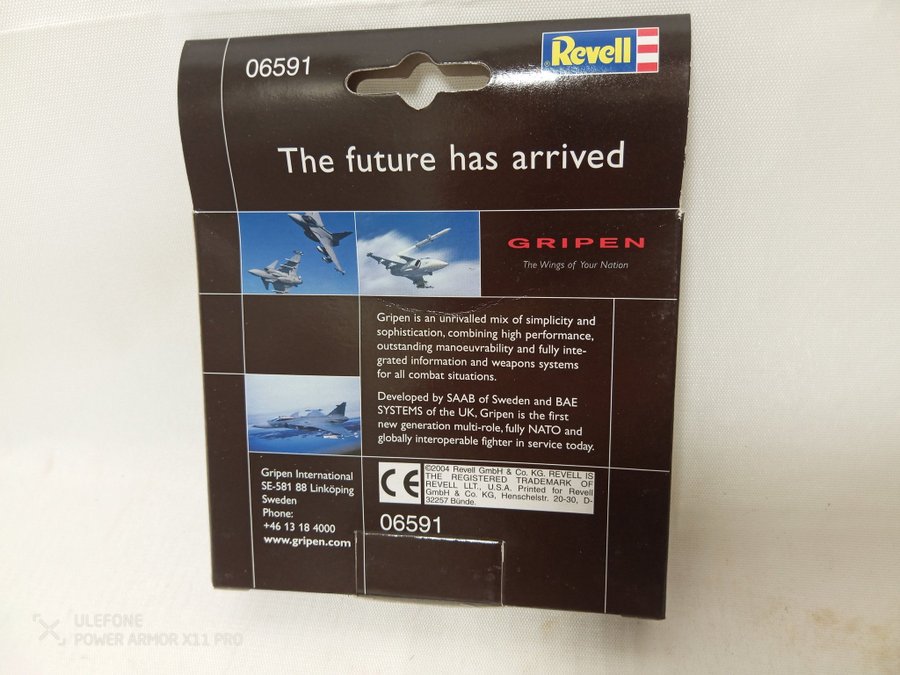 06591
Revell
The future has arrived
GRIPEN
The Wings of Your Nation
Gripen is an unrivalled mix of simplicity and
sophistication, combining high performance,
outstanding manoeuvrability and fully inte-
grated information and weapons systems
for all combat situations.
Developed by SAAB of Sweden and BAE
SYSTEMS of the UK, Gripen is the first
new generation multi-role, fully NATO and
globally interoperable fighter in service today.
Gripen International
SE-581 88 Linköping
Sweden
Phone:
+46 13 18 4000
www.gripen.com
CE
©2004 Revell GmbH & Co. KG. REVELL IS
THE REGISTERED TRADEMARK OF
REVELL LLT., U.S.A. Printed for Revell
GmbH & Co. KG, Henschelstr. 20-30, D-
32257 Bünde.
06591
ULEFONE
POWER ARMOR X11 PRO